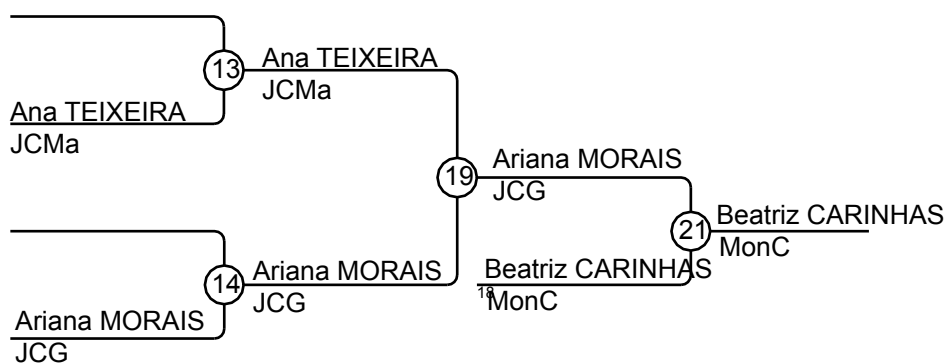 13
Ana TEIXEIRA
JCMa
Ana TEIXEIRA
JCMa
19
Ariana MORAIS
JCG
21
Beatriz CARINHAS
MonC
14
Ariana MORAIS
JCG
Beatriz CARINHAS
18
MonC
Ariana MORAIS
JCG